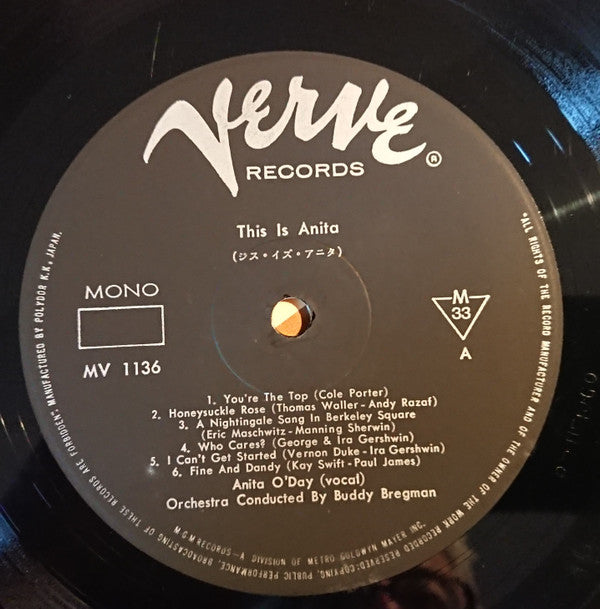 Verve
RECORDS ®
This Is Anita
(ジス・イズ・アニタ)
MONO
MV 1136
M
33
A
1. You're The Top (Cole Porter)
2. Honeysuckle Rose (Thomas Waller-Andy Razaf)
3. A Nightingale Sang In Berkeley Square
(Eric Maschwitz-Manning Sherwin)
4. Who Cares? (George & Ira Gershwin)
5. I Can't Get Started (Vernon Duke-Ira Gershwin)
6. Fine And Dandy (Kay Swift-Paul James)
Anita O'Day (vocal)
Orchestra Conducted By Buddy Bregman
MGM RECORDS—A DIVISION OF METRO GOLDWYN MAYER INC.
"ALL RIGHTS OF THE RECORD MANUFACTURER AND OF THE OWNER OF THE WORK RECORDED RESERVED:COPYING, PUBLIC PERFORMANCE, BROADCASTING OF THESE RECORDS ARE FORBIDDEN": MANUFACTURED BY POLYDOR K.K., JAPAN.